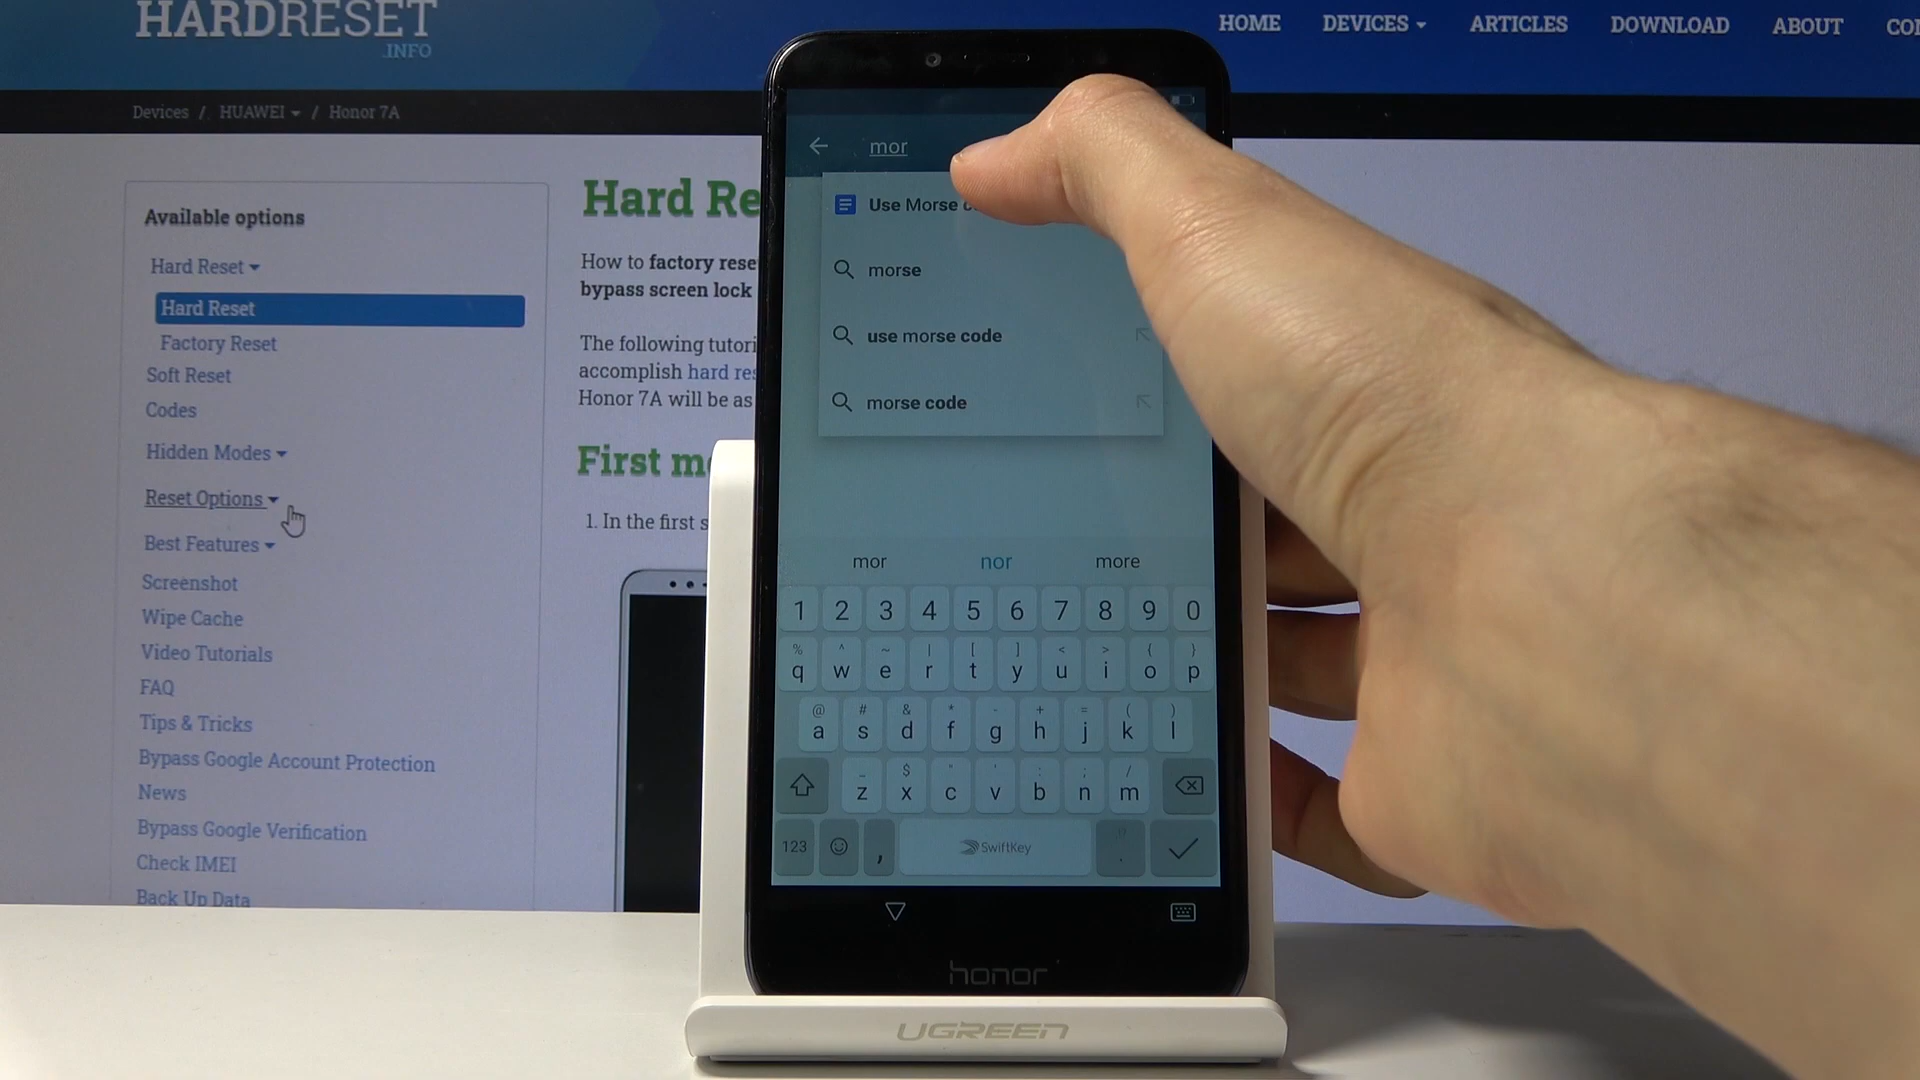 HARDRESET
.INFO
HOME DEVICES ARTICLES DOWNLOAD ABOUT
Devices / HUAWEI / Honor 7A
Available options
Hard Reset
Hard Reset
Factory Reset
Soft Reset
Codes
Hidden Modes
Reset Options
Best Features
Screenshot
Wipe Cache
Video Tutorials
FAQ
Tips & Tricks
Bypass Google Account Protection
News
Bypass Google Verification
Check IMEI
Back Up Data
Hard Re
How to factory rese
bypass screen lock
The following tutori
accomplish hard res
Honor 7A will be as
First m
1. In the first s
mor
Use Morse c
morse
use morse code
morse code
mor nor more
1 2 3 4 5 6 7 8 9 0
% ^ ~ | [ ] < > { }
q w e r t y u i o p
@ # & * - + = ( )
a s d f g h j k l
_ $ " ' : ; /
z x c v b n m
123 , SwiftKey !? .
honor
UGREEN